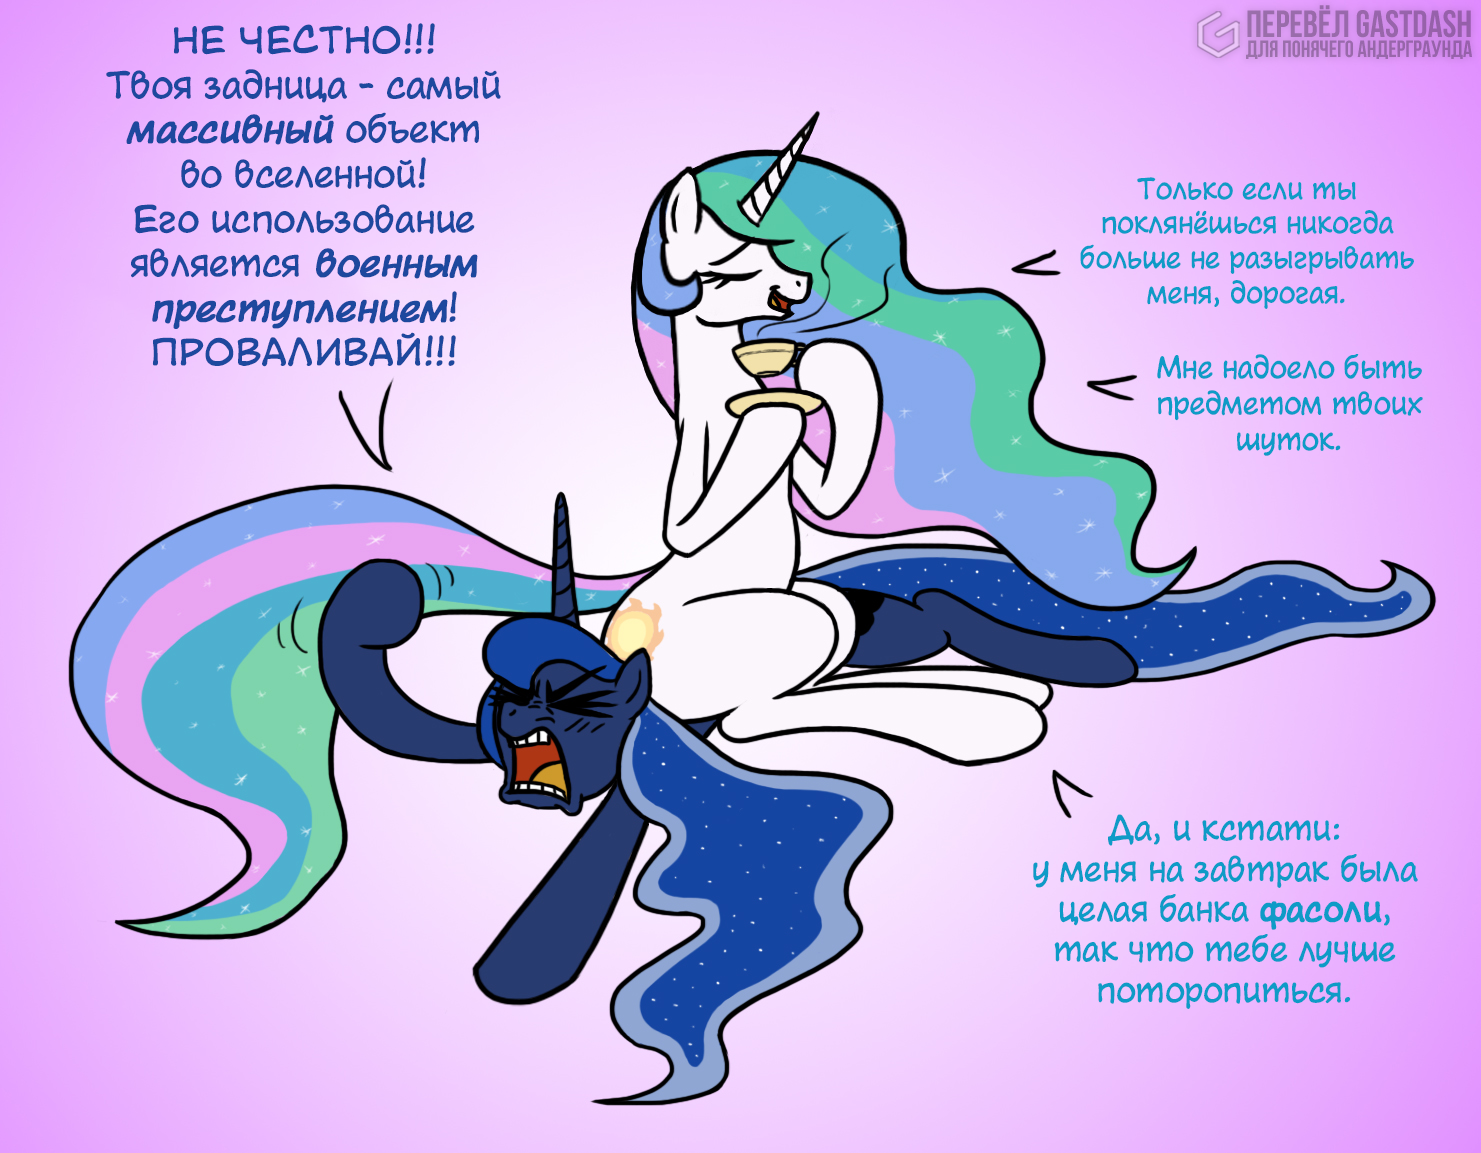 ПЕРЕВЁЛ GASTDASH
ДЛЯ ПОНЯЧЕГО АНДЕРГРАУНДА
НЕ ЧЕСТНО!!!
Твоя задница - самый
массивный объект
во вселенной!
Его использование
является военным
преступлением!
ПРОВАЛИВАЙ!!!
Только если ты
поклянёшься никогда
больше не разыгрывать
меня, дорогая.
Мне надоело быть
предметом твоих
шуток.
Да, и кстати:
у меня на завтрак была
целая банка фасоли,
так что тебе лучше
поторопиться.